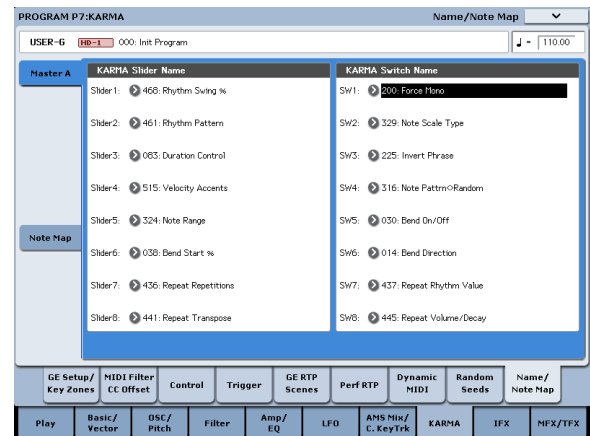 PROGRAM P7:KARMA Name/Note Map
USER-G HD-1 000: Init Program ♩ = 110.00
Master A
Note Map
KARMA Slider Name
Slider1: 468: Rhythm Swing %
Slider2: 461: Rhythm Pattern
Slider3: 083: Duration Control
Slider4: 515: Velocity Accents
Slider5: 324: Note Range
Slider6: 038: Bend Start %
Slider7: 436: Repeat Repetitions
Slider8: 441: Repeat Transpose
KARMA Switch Name
SW1: 200: Force Mono
SW2: 329: Note Scale Type
SW3: 225: Invert Phrase
SW4: 316: Note Pattrn◇Random
SW5: 030: Bend On/Off
SW6: 014: Bend Direction
SW7: 437: Repeat Rhythm Value
SW8: 445: Repeat Volume/Decay
GE Setup/ Key Zones
MIDI Filter CC Offset
Control
Trigger
GE RTP Scenes
Perf RTP
Dynamic MIDI
Random Seeds
Name/ Note Map
Play
Basic/ Vector
OSC/ Pitch
Filter
Amp/ EQ
LFO
AMS Mix/ C. KeyTrk
KARMA
IFX
MFX/TFX